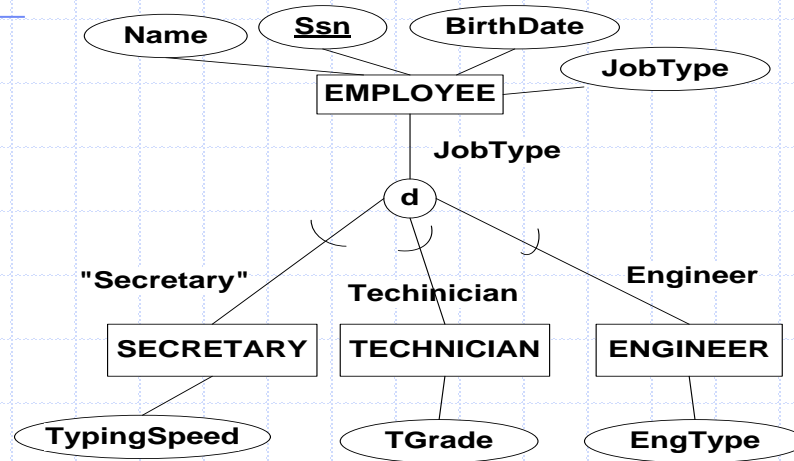 Name
Ssn
BirthDate
JobType
EMPLOYEE
JobType
d
"Secretary"
Techinician
Engineer
SECRETARY
TECHNICIAN
ENGINEER
TypingSpeed
TGrade
EngType